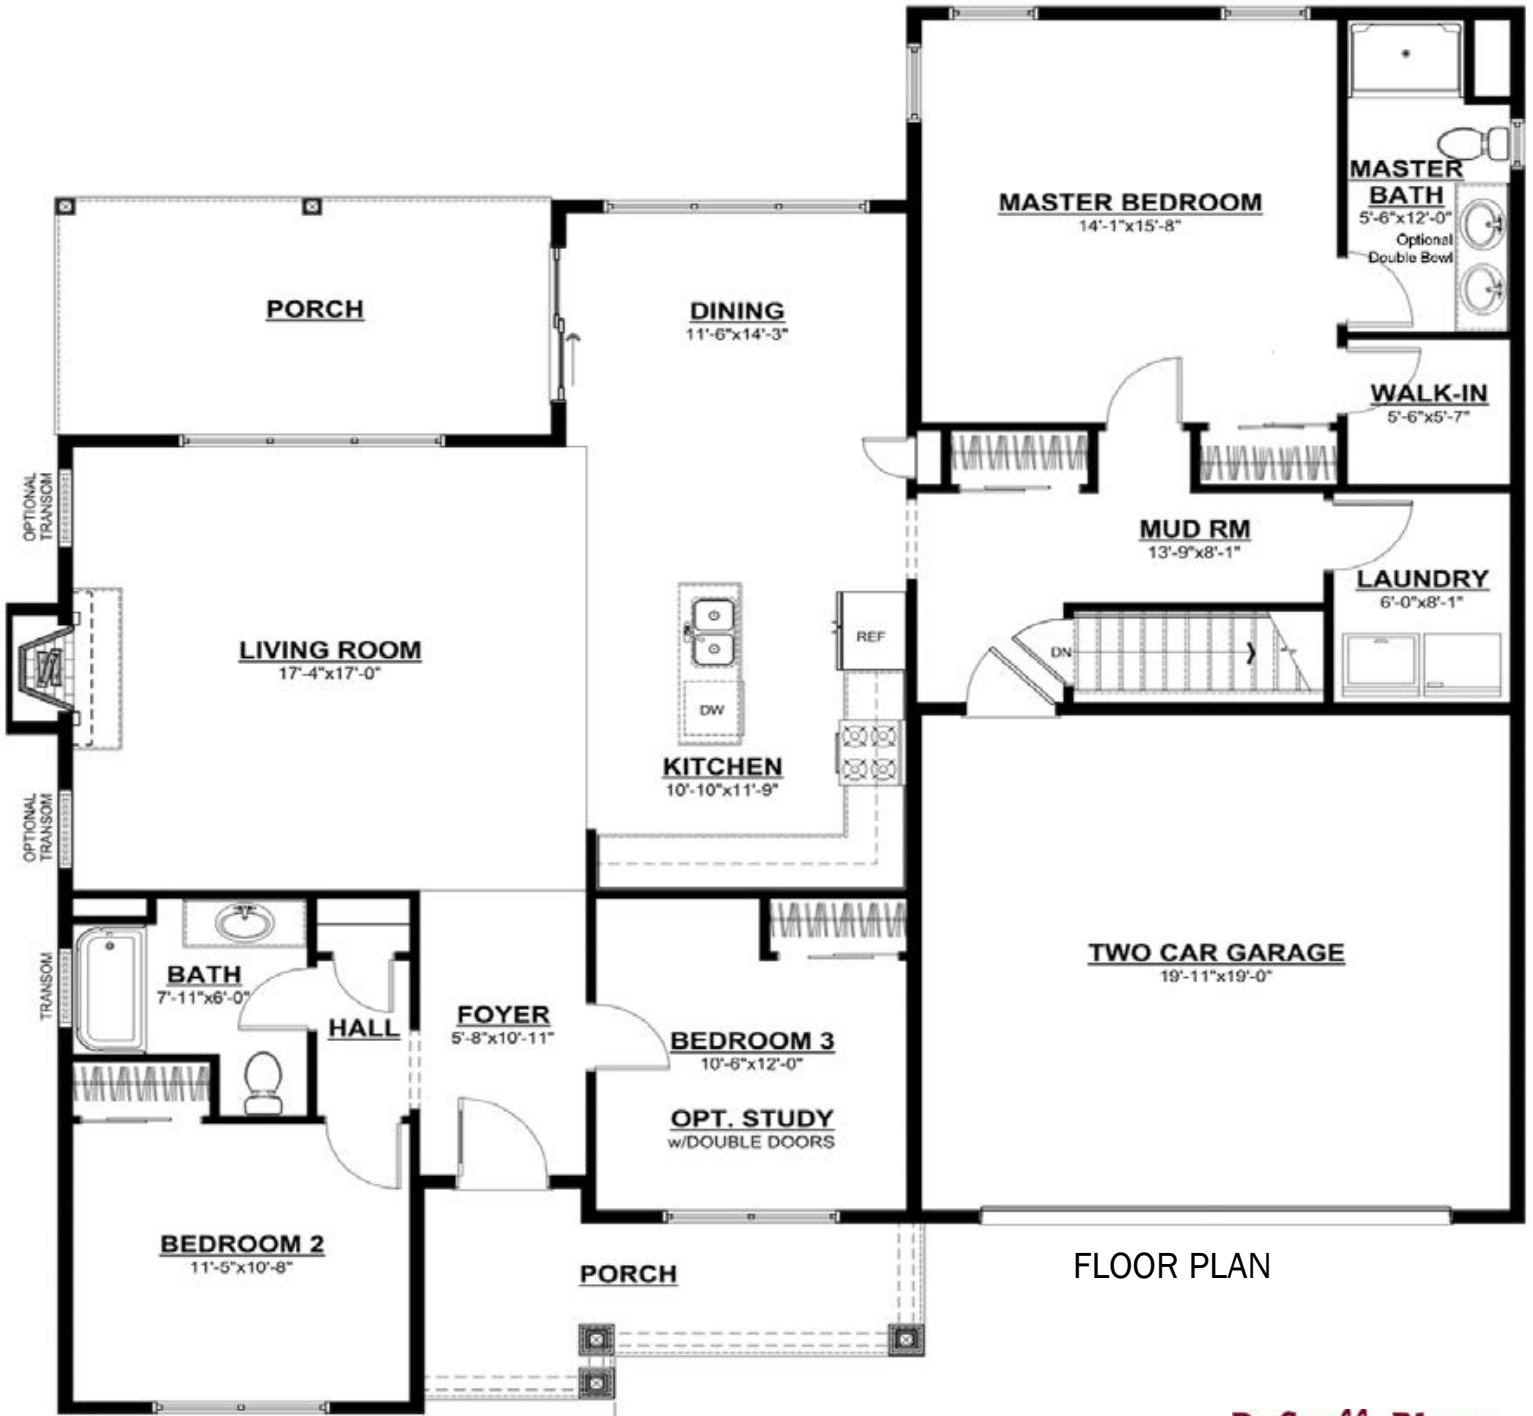 MASTER
BATH
5'-6"x12'-0"
Optional
Double Bowl
MASTER BEDROOM
14'-1"x15'-8"
PORCH
DINING
11'-6"x14'-3"
WALK-IN
5'-6"x5'-7"
OPTIONAL
TRANSOM
MUD RM
13'-9"x8'-1"
LAUNDRY
6'-0"x8'-1"
LIVING ROOM
17'-4"x17'-0"
REF
DN
DW
KITCHEN
10'-10"x11'-9"
OPTIONAL
TRANSOM
TWO CAR GARAGE
19'-11"x19'-0"
TRANSOM
BATH
7'-11"x6'-0"
HALL
FOYER
5'-8"x10'-11"
BEDROOM 3
10'-6"x12'-0"
OPT. STUDY
w/DOUBLE DOORS
BEDROOM 2
11'-5"x10'-8"
PORCH
FLOOR PLAN